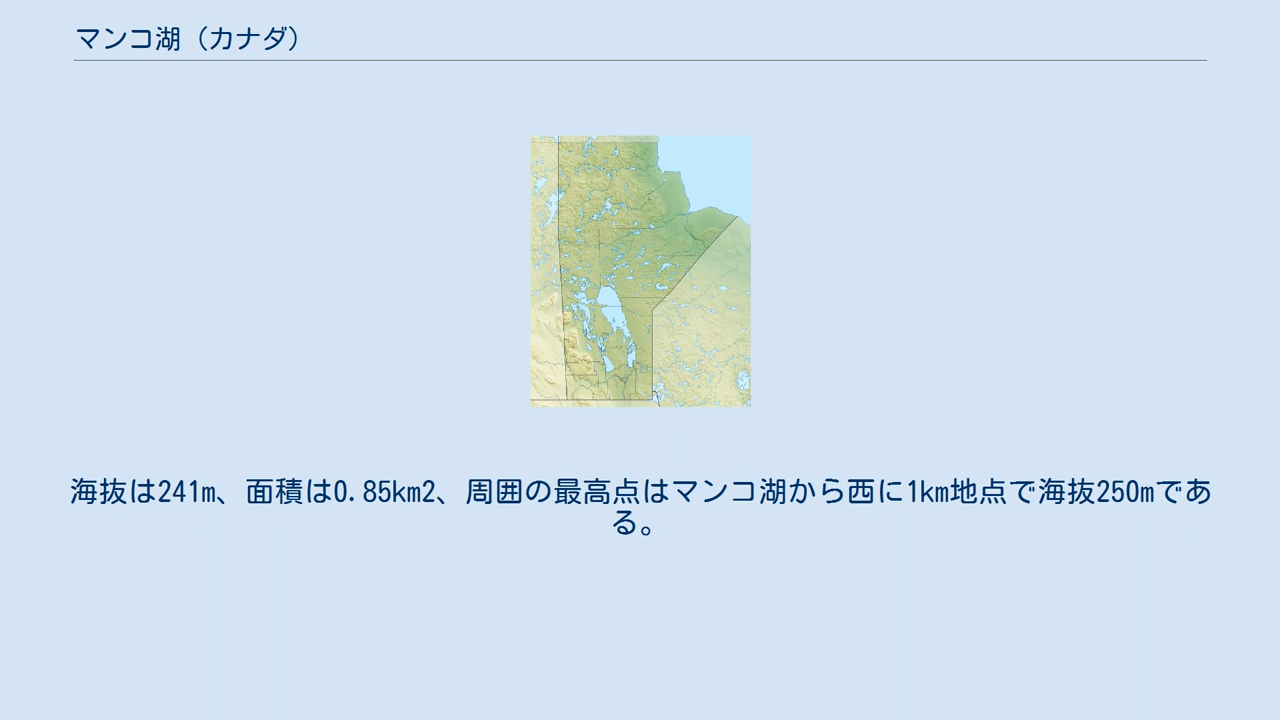 マンコ湖（カナダ）
海抜は241m、面積は0.85km2、周囲の最高点はマンコ湖から西に1km地点で海抜250mであ
る。